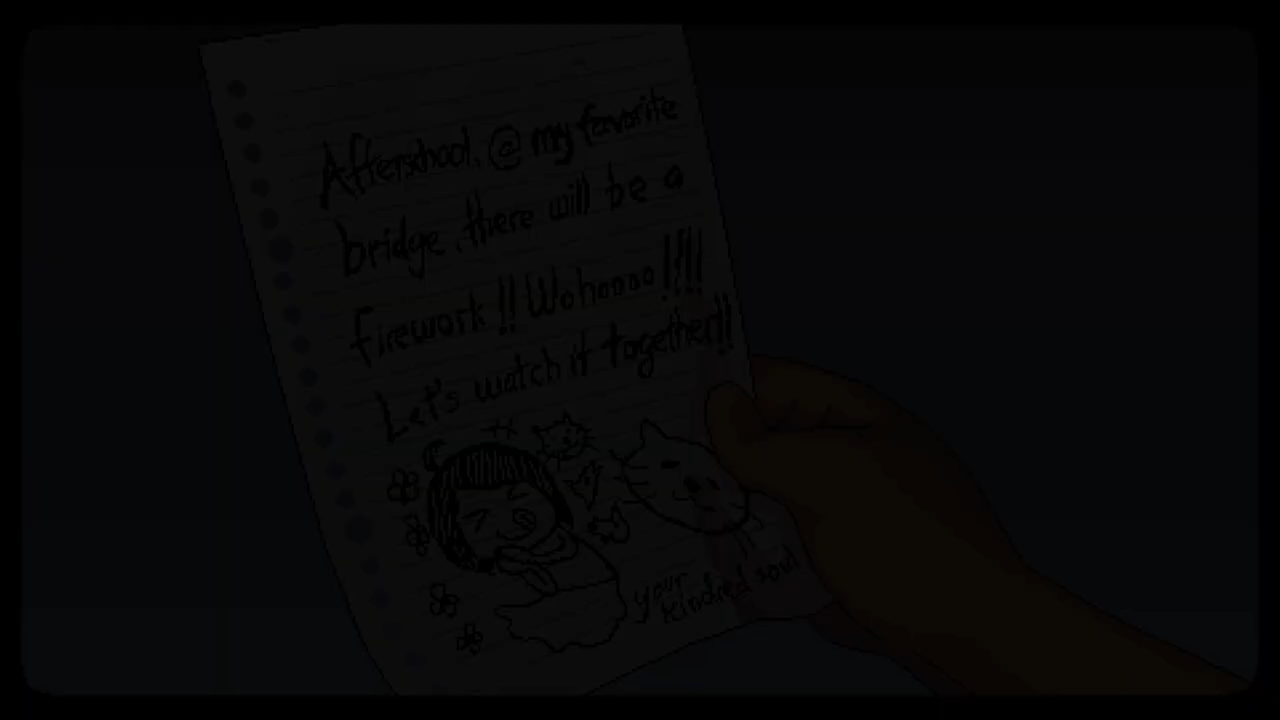 Afterschool. @ my favorite
bridge, there will be a
firework!! Wohoooo!!!!
Let's watch it together!!
your
kindred soul